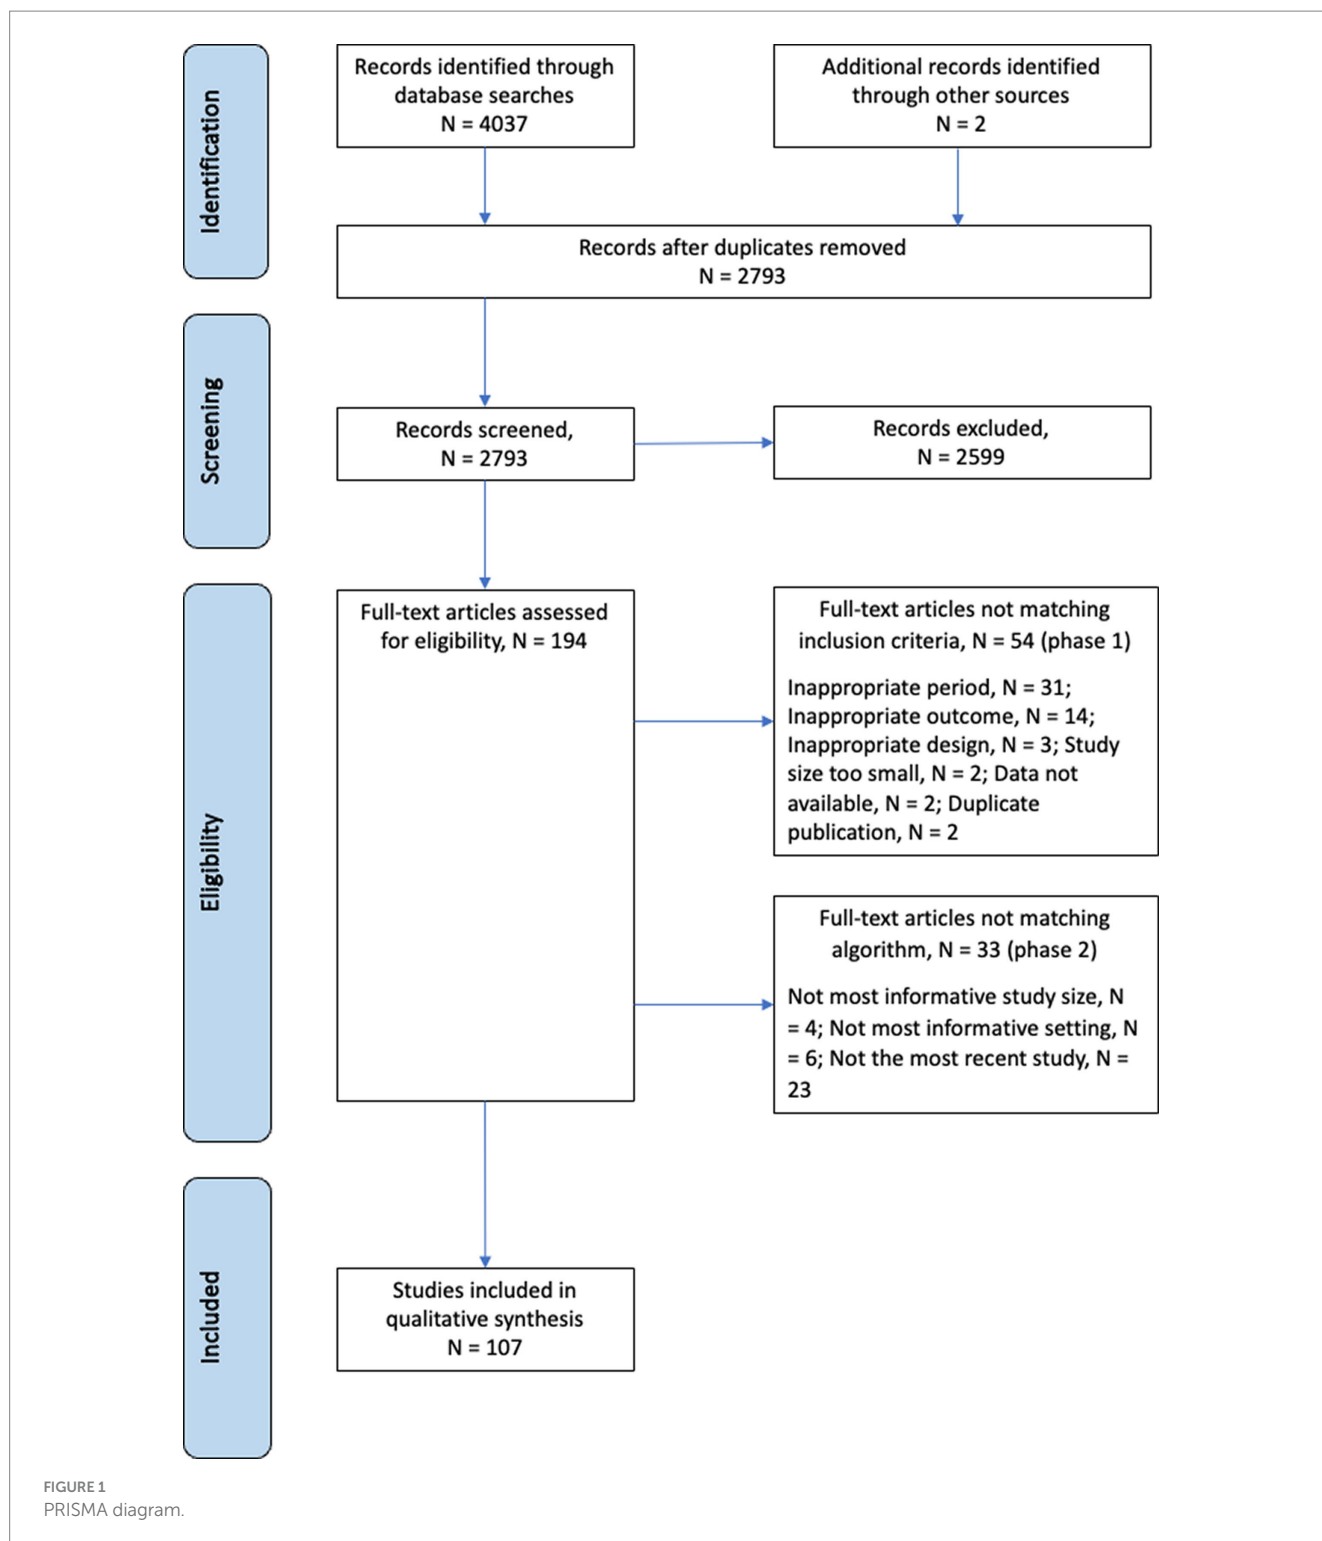 Identification
Records identified through
database searches
N = 4037
Additional records identified
through other sources
N = 2
Records after duplicates removed
N = 2793
Screening
Records screened,
N = 2793
Records excluded,
N = 2599
Eligibility
Full-text articles assessed
for eligibility, N = 194
Full-text articles not matching
inclusion criteria, N = 54 (phase 1)
Inappropriate period, N = 31;
Inappropriate outcome, N = 14;
Inappropriate design, N = 3; Study
size too small, N = 2; Data not
available, N = 2; Duplicate
publication, N = 2
Full-text articles not matching
algorithm, N = 33 (phase 2)
Not most informative study size, N
= 4; Not most informative setting, N
= 6; Not the most recent study, N =
23
Included
Studies included in
qualitative synthesis
N = 107
FIGURE 1
PRISMA diagram.